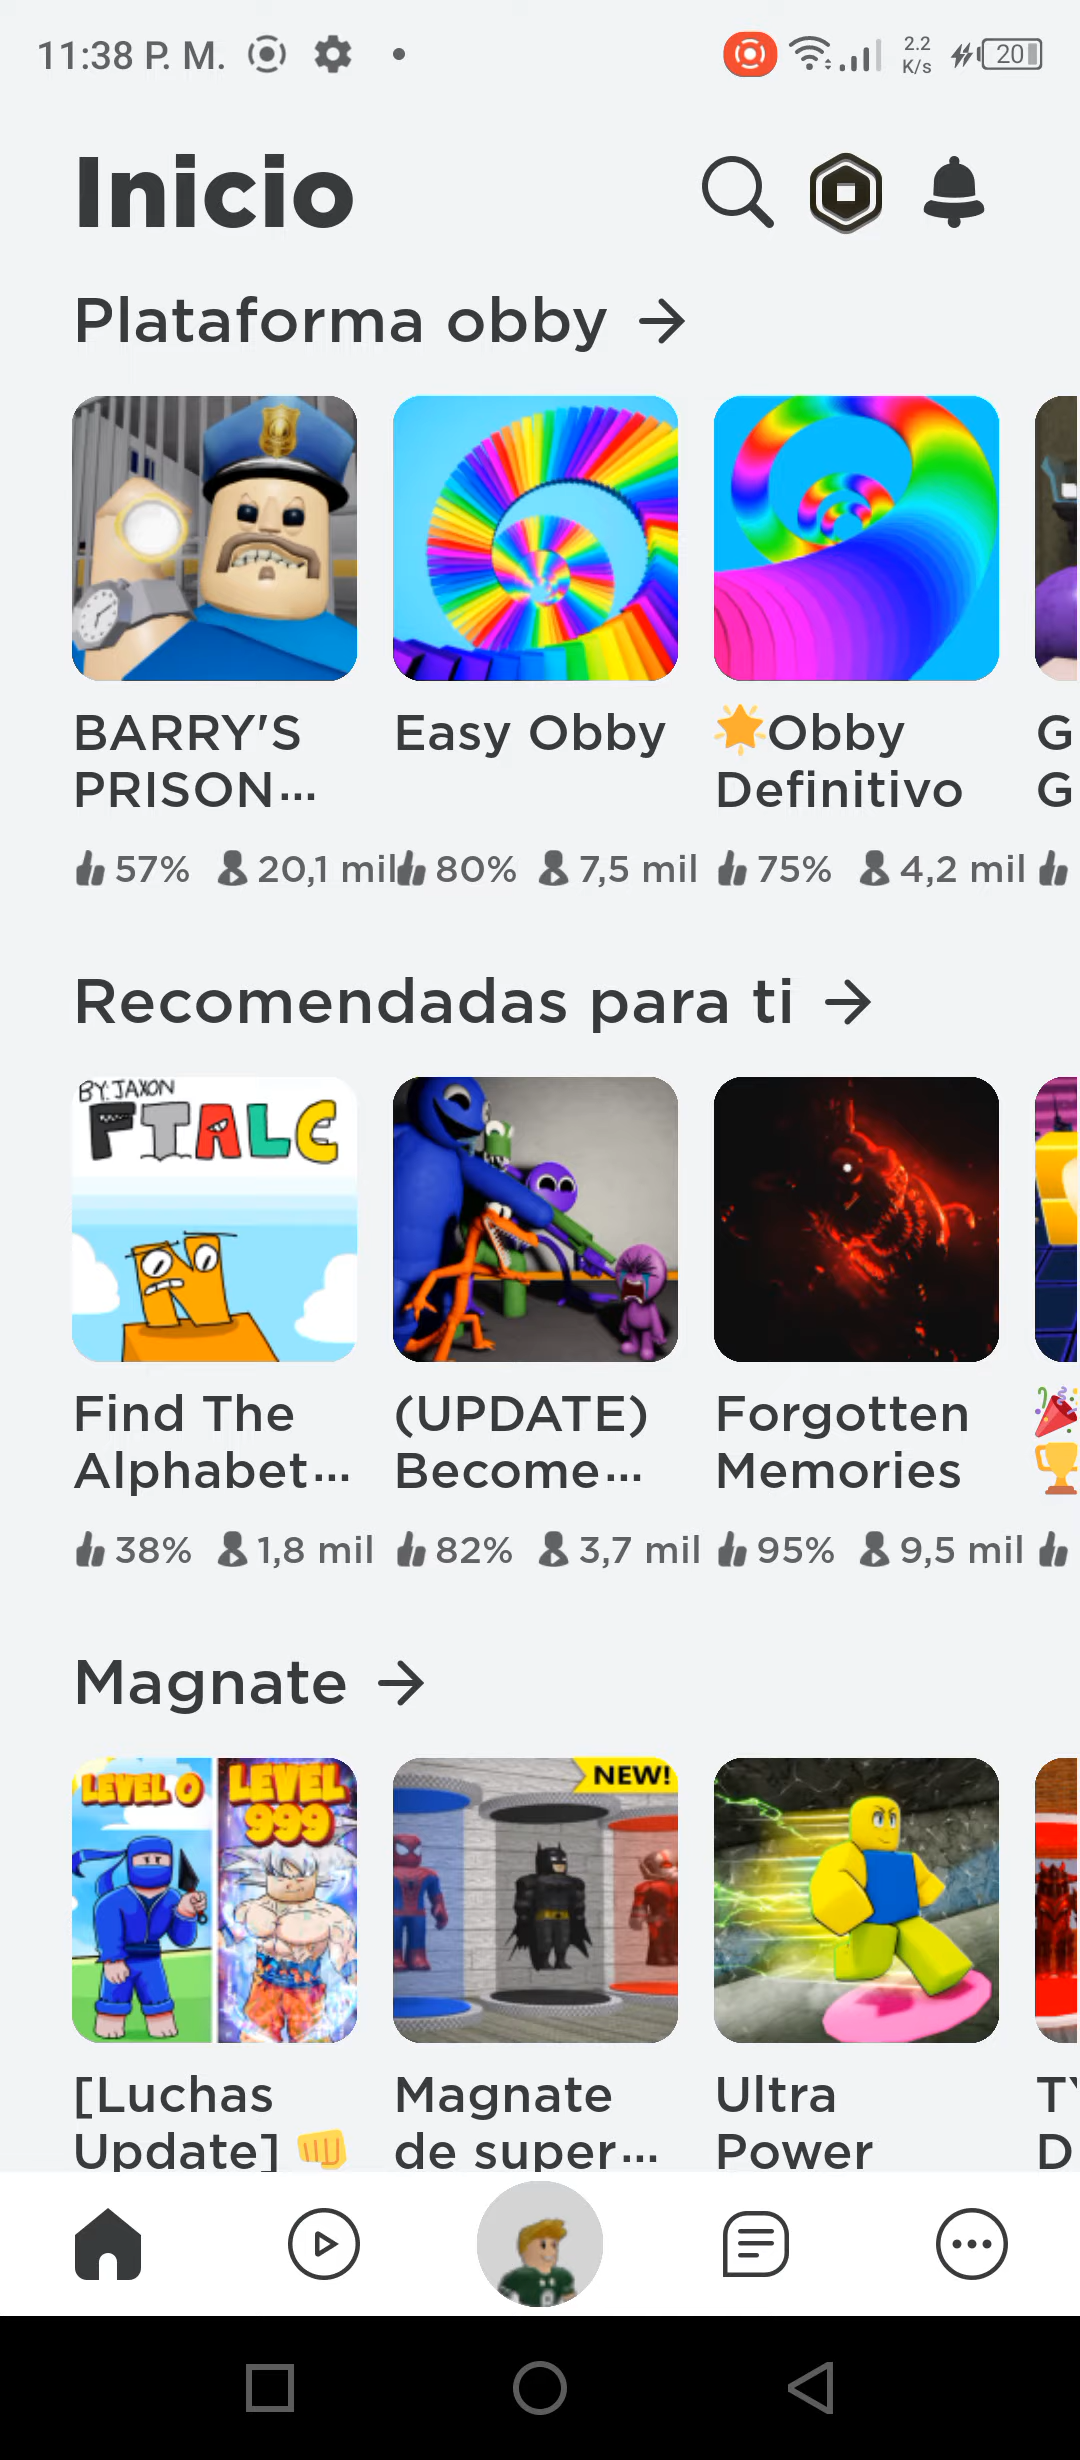 11:38 P. M.
2.2
K/s
20
Inicio
Plataforma obby →
BARRY'S
PRISON...
57% 20,1 mil
Easy Obby
80% 7,5 mil
🌟Obby
Definitivo
75% 4,2 mil
G
G
Recomendadas para ti →
BY: JAXON
FTALC
Find The
Alphabet...
38% 1,8 mil
(UPDATE)
Become...
82% 3,7 mil
Forgotten
Memories
95% 9,5 mil
🎉
🏆
Magnate →
LEVEL 0
LEVEL
999
[Luchas
Update] 👊
NEW!
Magnate
de super...
Ultra
Power
TY
D